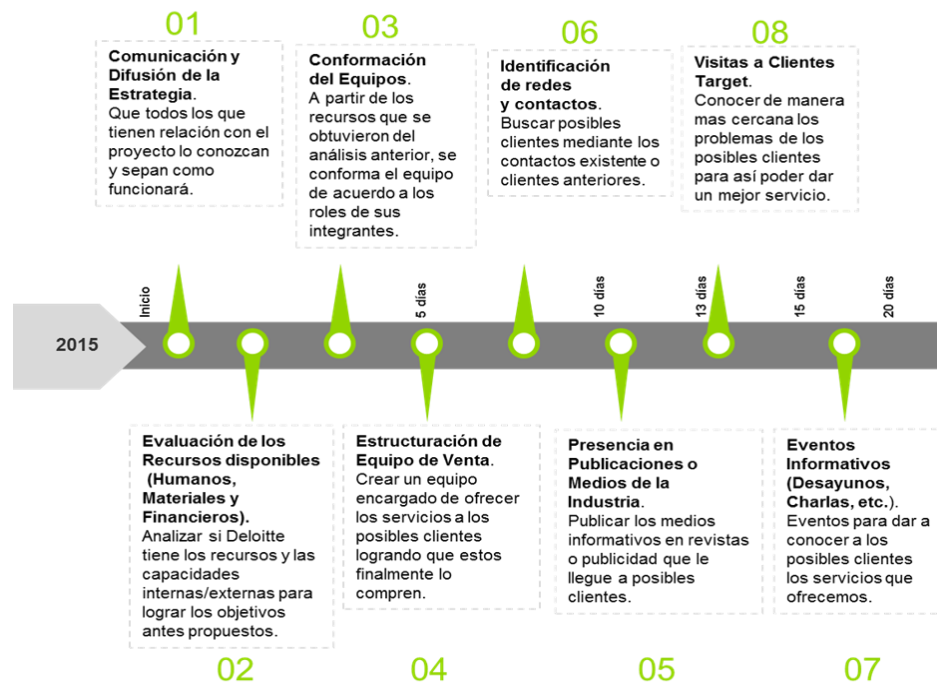 01
Comunicación y
Difusión de la
Estrategia.
Que todos los que
tienen relación con el
proyecto lo conozcan
y sepan como
funcionará.
03
Conformación
del Equipos.
A partir de los
recursos que se
obtuvieron del
análisis anterior, se
conforma el equipo
de acuerdo a los
roles de sus
integrantes.
06
Identificación
de redes
y contactos.
Buscar posibles
clientes mediante los
contactos existente o
clientes anteriores.
08
Visitas a Clientes
Target.
Conocer de manera
mas cercana los
problemas de los
posibles clientes
para así poder dar
un mejor servicio.
Inicio
5 días
10 días
13 días
15 días
20 días
2015
Evaluación de los
Recursos disponibles
(Humanos,
Materiales y
Financieros).
Analizar si Deloitte
tiene los recursos y las
capacidades
internas/externas para
lograr los objetivos
antes propuestos.
02
Estructuración de
Equipo de Venta.
Crear un equipo
encargado de ofrecer
los servicios a los
posibles clientes
logrando que estos
finalmente lo
compren.
04
Presencia en
Publicaciones o
Medios de la
Industria.
Publicar los medios
informativos en revistas
o publicidad que le
llegue a posibles
clientes.
05
Eventos
Informativos
(Desayunos,
Charlas, etc.).
Eventos para dar a
conocer a los
posibles clientes
los servicios que
ofrecemos.
07